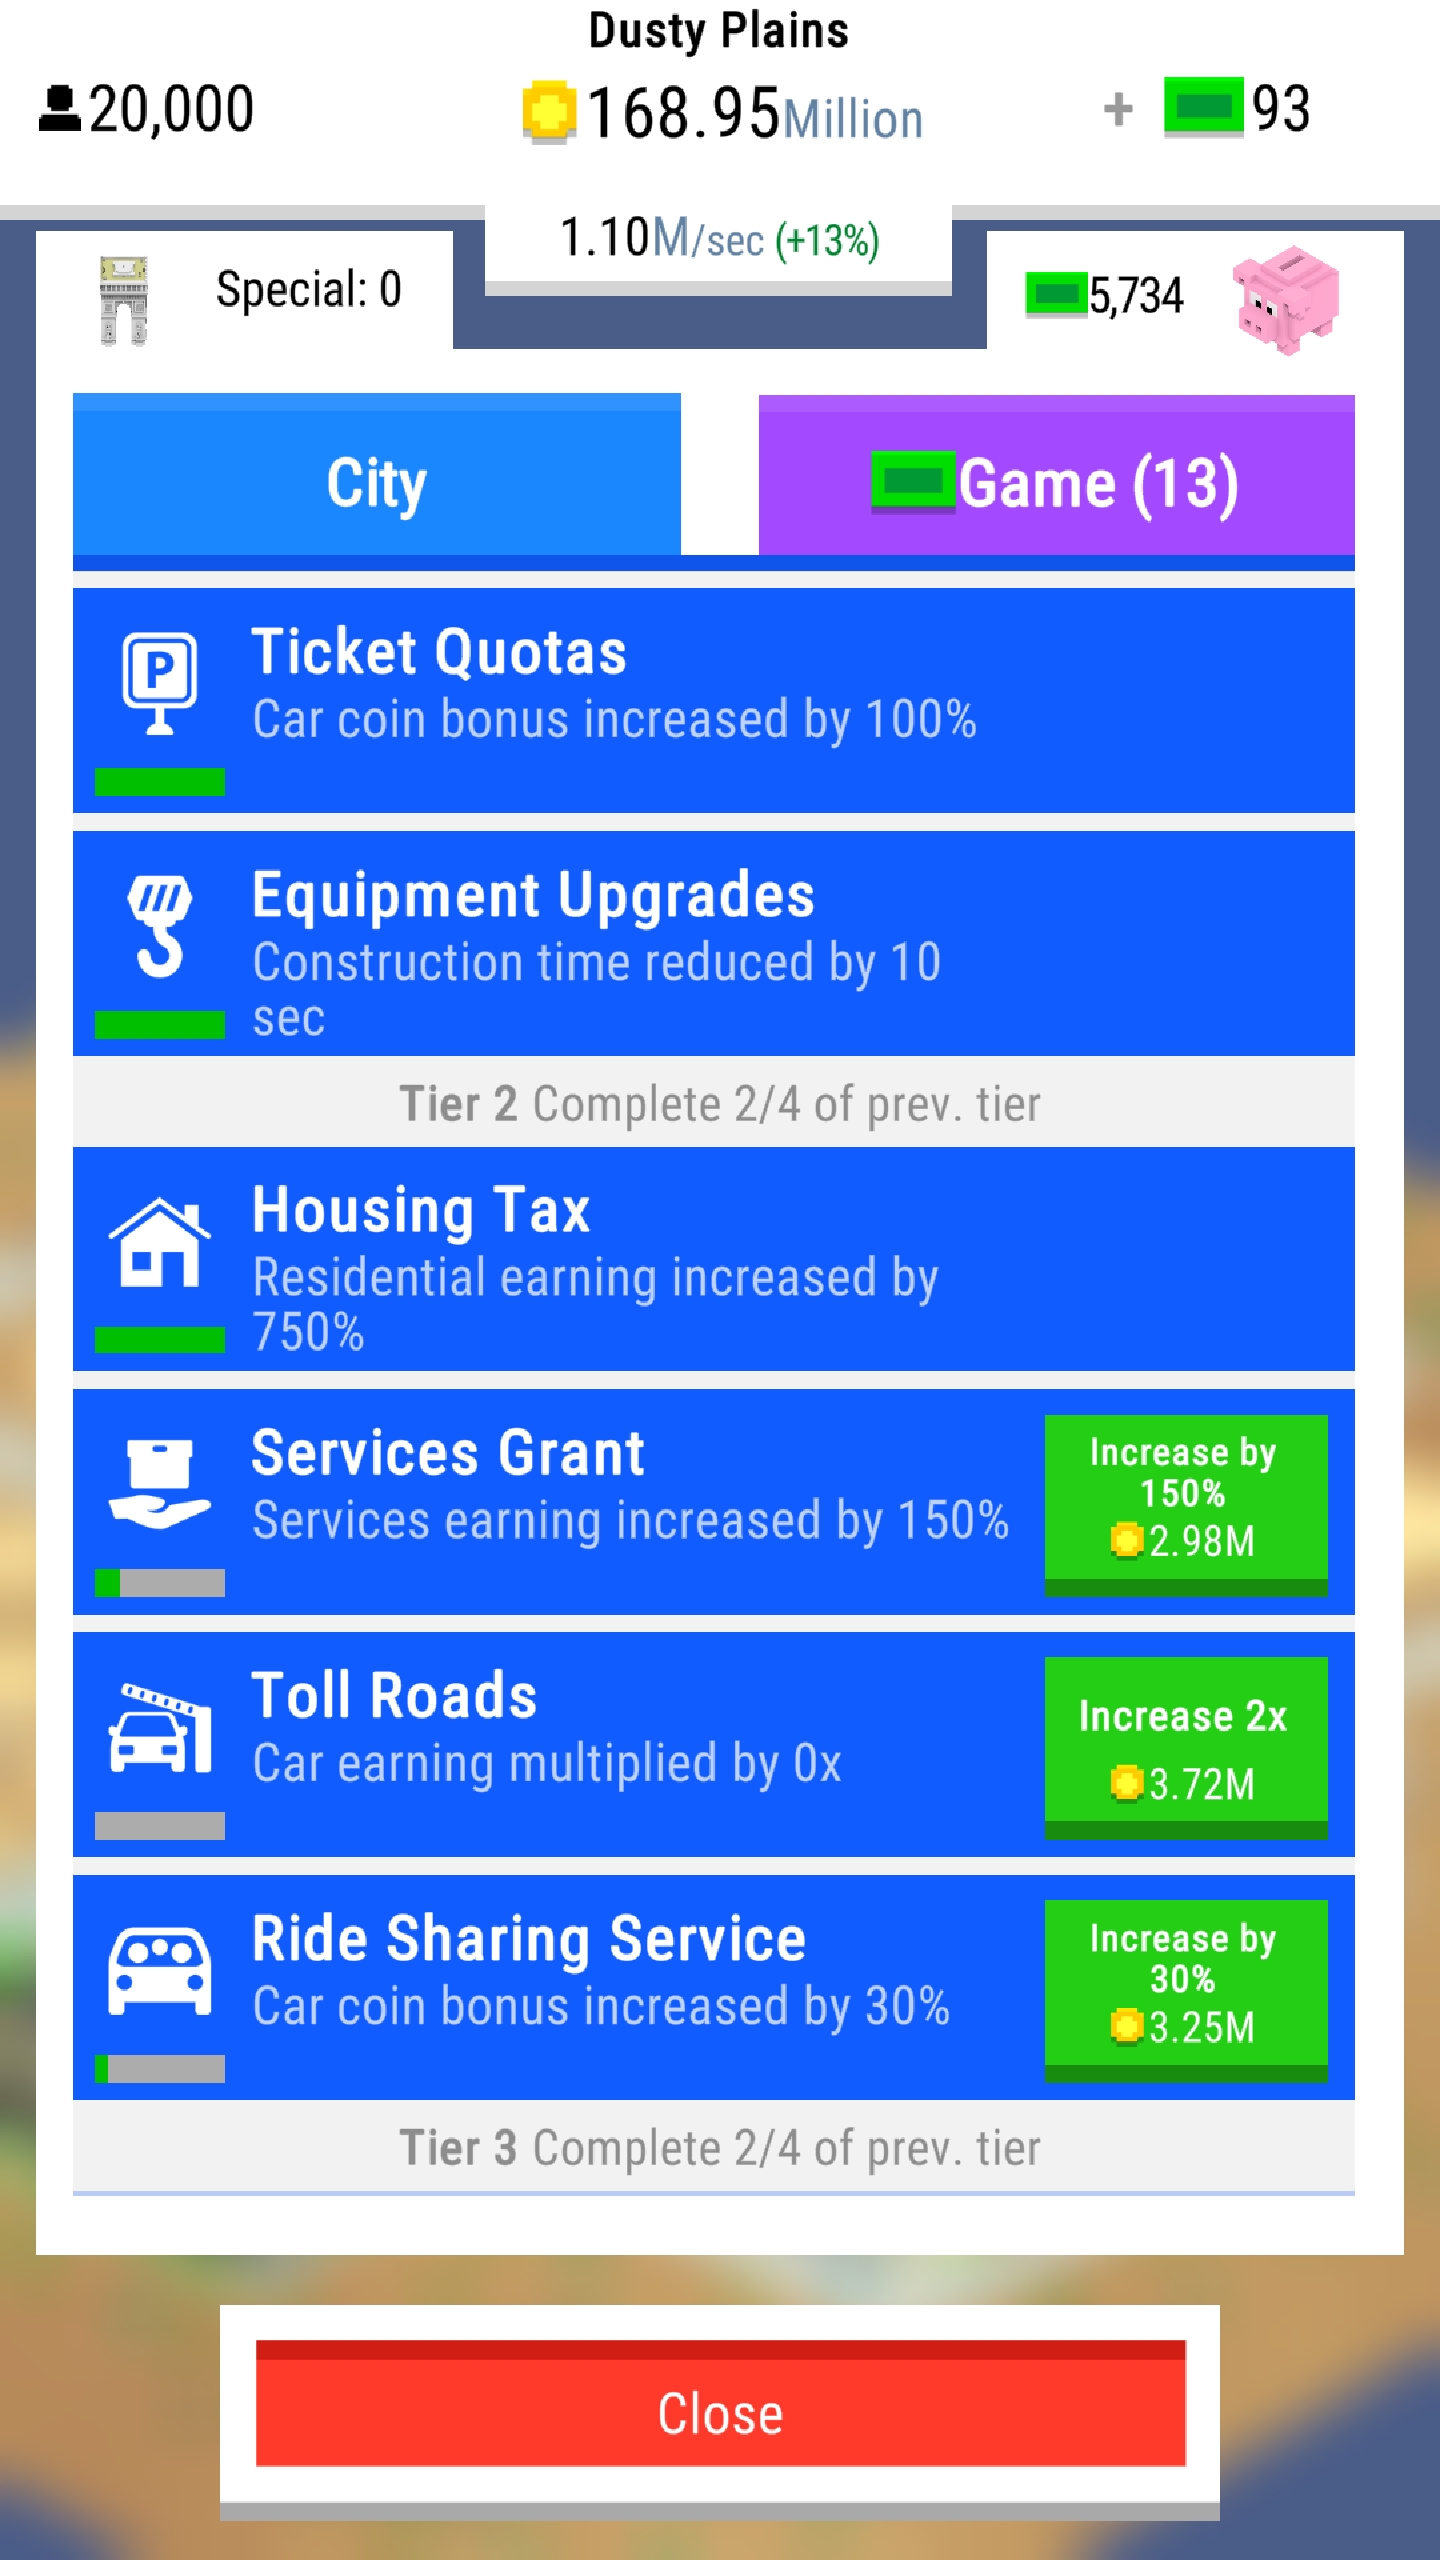 Dusty Plains
20,000
168.95Million
+ 93
1.10M/sec (+13%)
Special: 0
5,734
City
Game (13)
P
Ticket Quotas
Car coin bonus increased by 100%
Equipment Upgrades
Construction time reduced by 10
sec
Tier 2 Complete 2/4 of prev. tier
Housing Tax
Residential earning increased by
750%
Services Grant
Services earning increased by 150%
Increase by
150%
2.98M
Toll Roads
Car earning multiplied by 0x
Increase 2x
3.72M
Ride Sharing Service
Car coin bonus increased by 30%
Increase by
30%
3.25M
Tier 3 Complete 2/4 of prev. tier
Close